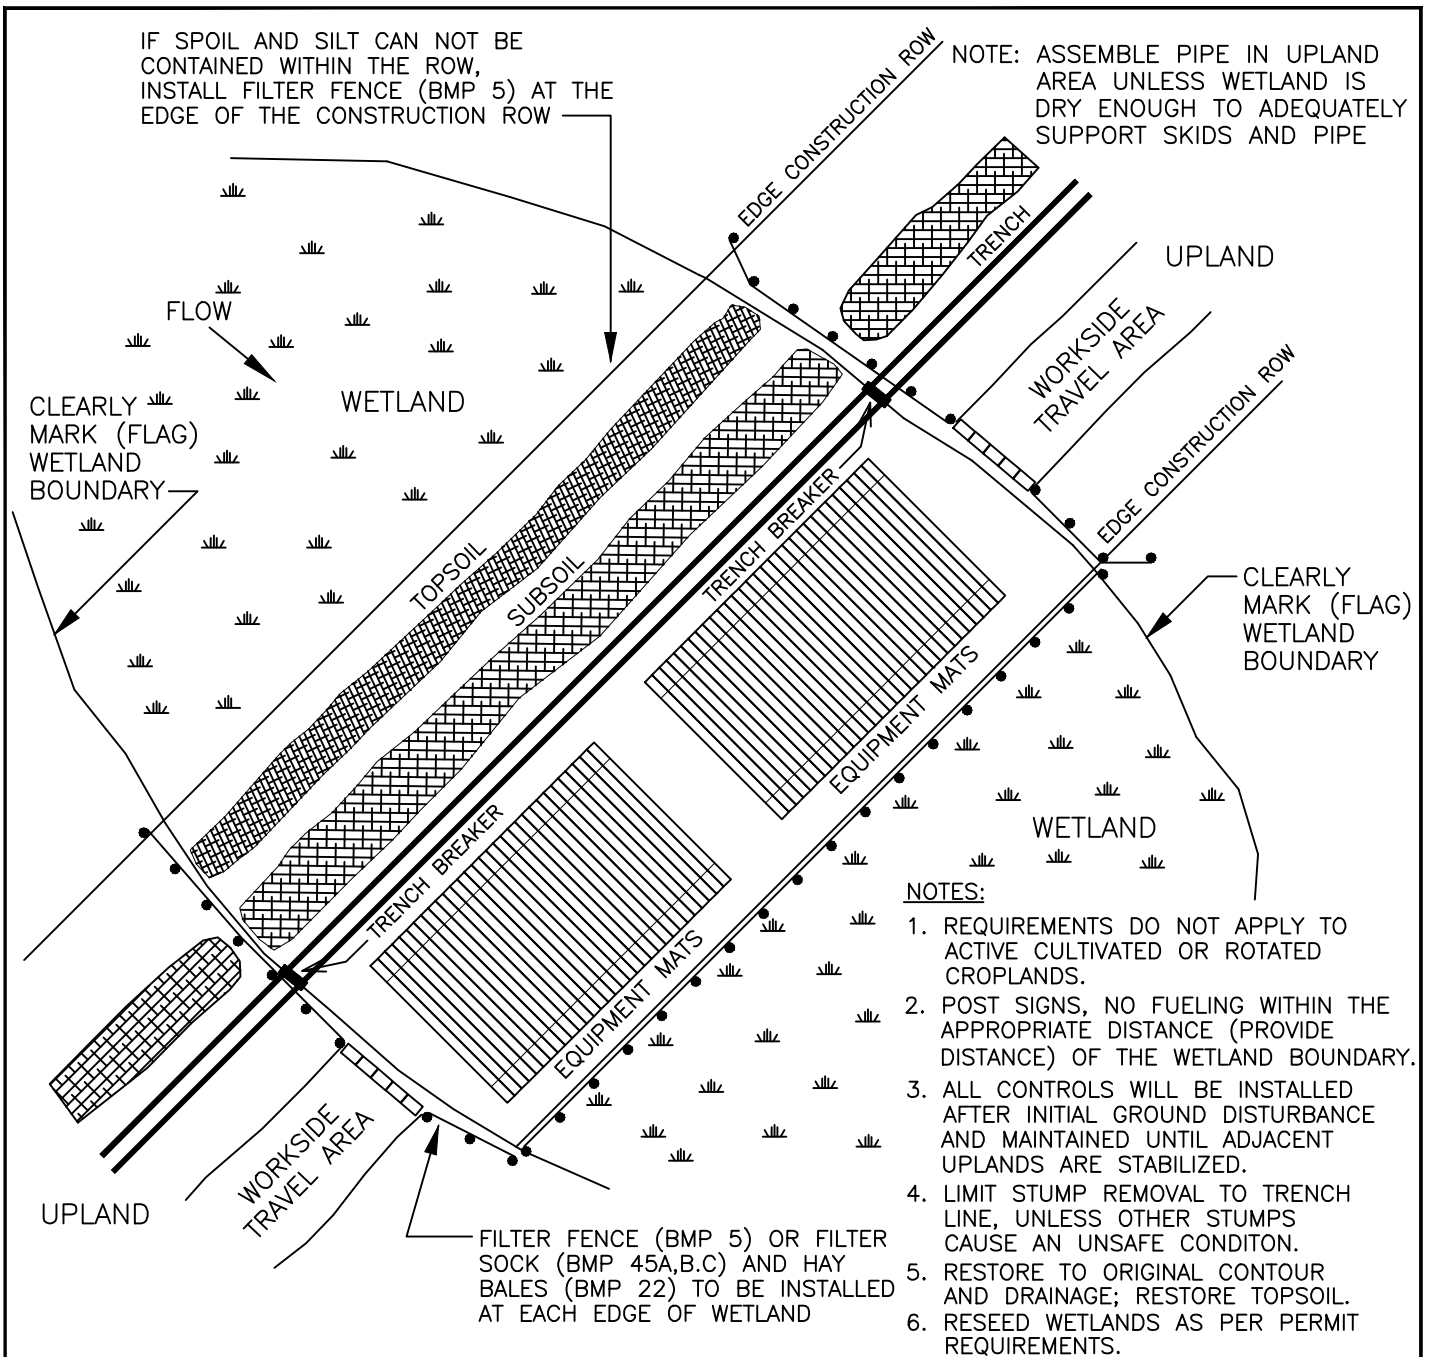 IF SPOIL AND SILT CAN NOT BE
CONTAINED WITHIN THE ROW,
INSTALL FILTER FENCE (BMP 5) AT THE
EDGE OF THE CONSTRUCTION ROW
EDGE CONSTRUCTION ROW
NOTE: ASSEMBLE PIPE IN UPLAND
AREA UNLESS WETLAND IS
DRY ENOUGH TO ADEQUATELY
SUPPORT SKIDS AND PIPE
TRENCH
UPLAND
FLOW
WORKSIDE
TRAVEL AREA
WETLAND
EDGE CONSTRUCTION ROW
CLEARLY
MARK (FLAG)
WETLAND
BOUNDARY
TOPSOIL
SUBSOIL
TRENCH BREAKER
CLEARLY
MARK (FLAG)
WETLAND
BOUNDARY
EQUIPMENT MATS
WETLAND
TRENCH BREAKER
EQUIPMENT MATS
WORKSIDE
TRAVEL AREA
UPLAND
FILTER FENCE (BMP 5) OR FILTER
SOCK (BMP 45A,B.C) AND HAY
BALES (BMP 22) TO BE INSTALLED
AT EACH EDGE OF WETLAND
NOTES:
1. REQUIREMENTS DO NOT APPLY TO
ACTIVE CULTIVATED OR ROTATED
CROPLANDS.
2. POST SIGNS, NO FUELING WITHIN THE
APPROPRIATE DISTANCE (PROVIDE
DISTANCE) OF THE WETLAND BOUNDARY.
3. ALL CONTROLS WILL BE INSTALLED
AFTER INITIAL GROUND DISTURBANCE
AND MAINTAINED UNTIL ADJACENT
UPLANDS ARE STABILIZED.
4. LIMIT STUMP REMOVAL TO TRENCH
LINE, UNLESS OTHER STUMPS
CAUSE AN UNSAFE CONDITON.
5. RESTORE TO ORIGINAL CONTOUR
AND DRAINAGE; RESTORE TOPSOIL.
6. RESEED WETLANDS AS PER PERMIT
REQUIREMENTS.